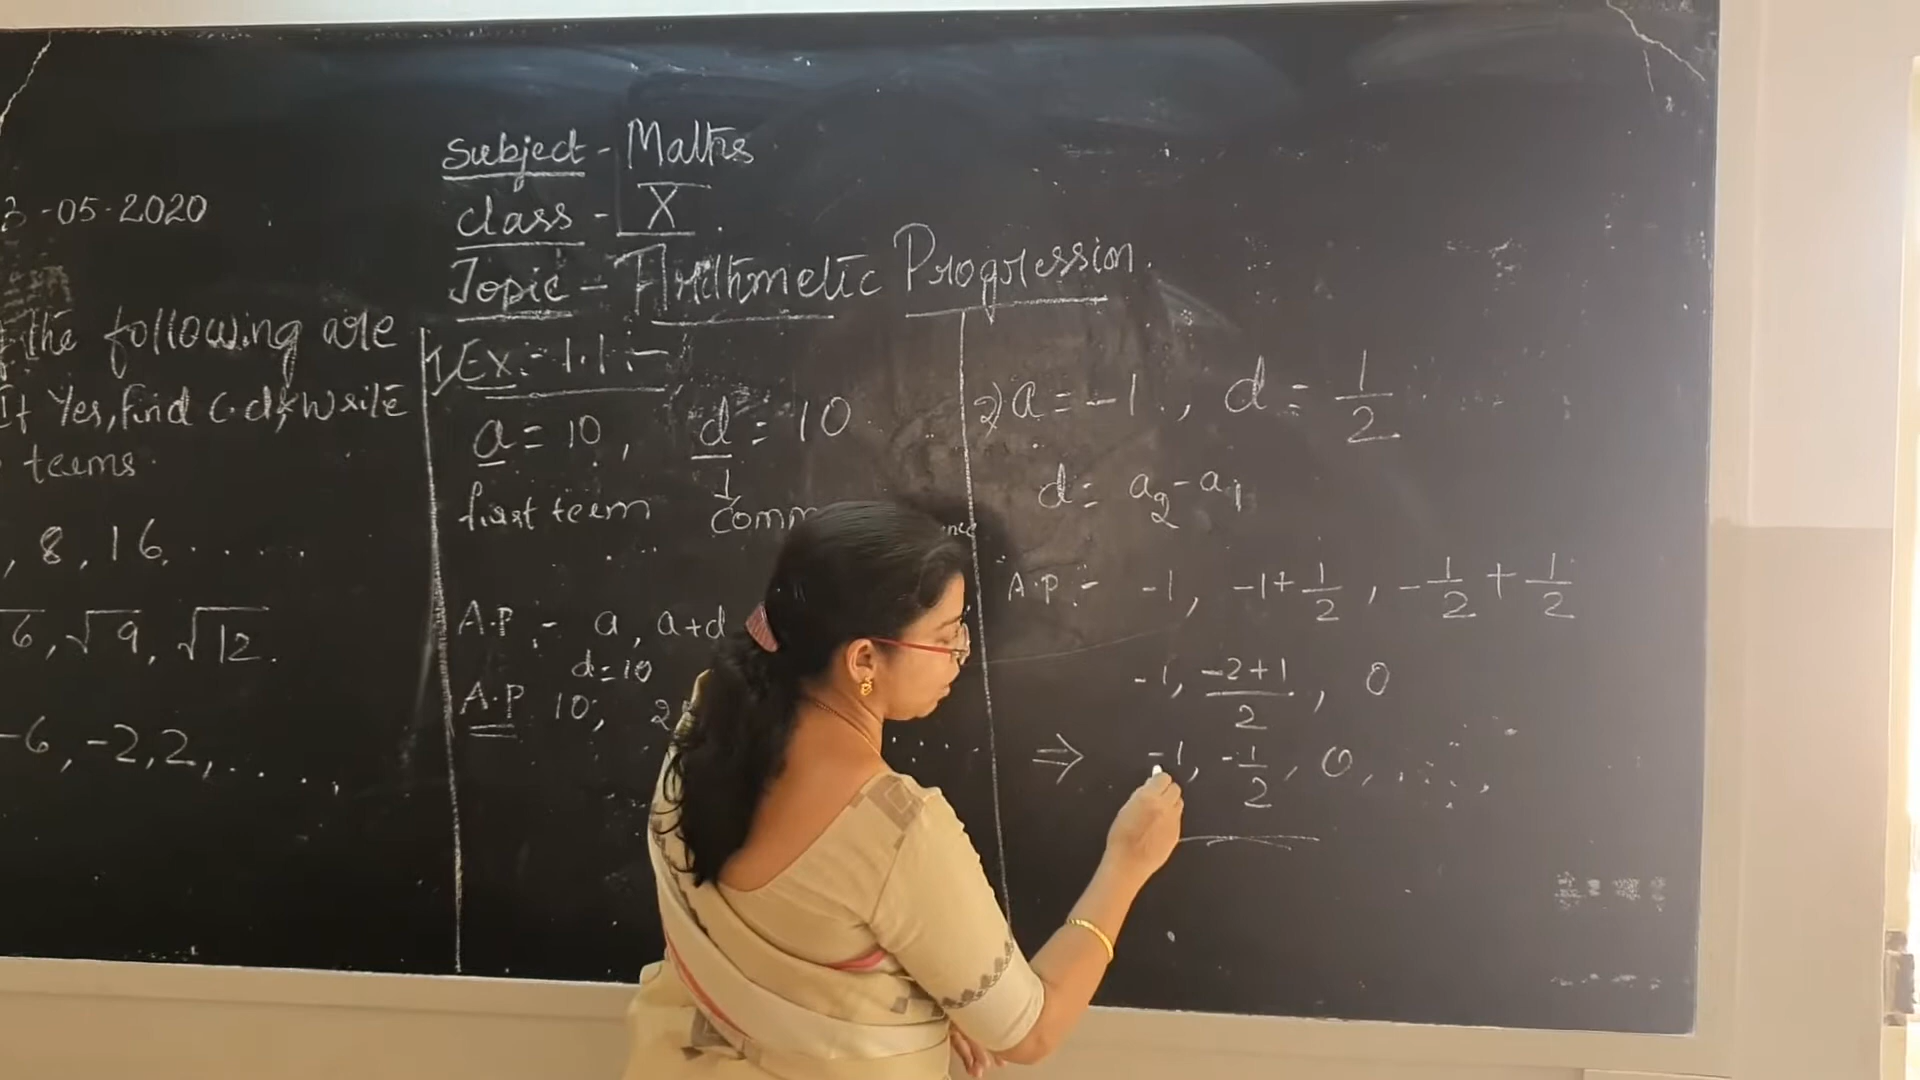 Subject - Maths
class - X
Topic - Arithmetic Progression.
-05-2020
the following are
If Yes, find c.d & write
terms.
, 8, 16, . . . . .
√6, √9, √12.
-6, -2, 2, . . . .
1) Ex:- 1.1 :-
a = 10 , d = 10
first term
A.P :- a, a+d
d=10
A.P 10,
2) a = -1 , d = 1/2
d = a₂ - a₁
A.P :- -1, -1+1/2, -1/2 + 1/2
-1, (-2+1)/2, 0
⇒ -1, -1/2, 0, . . . . ,